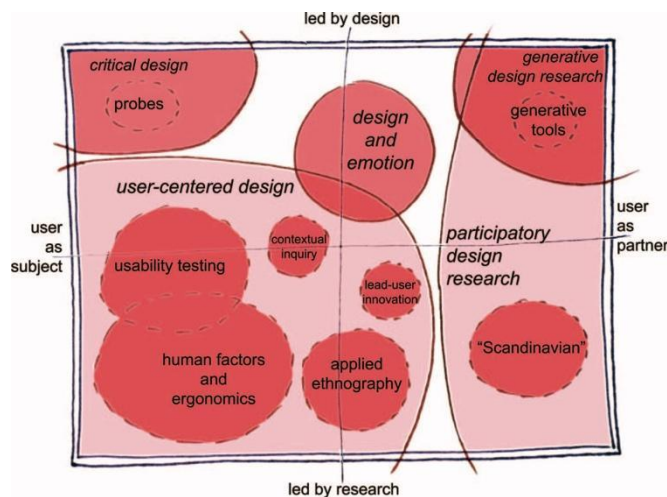 led by design
critical design
probes
design
and
emotion
generative
design research
generative
tools
user-centered design
user
as
subject
usability testing
contextual
inquiry
lead-user
innovation
participatory
design
research
user
as
partner
human factors
and
ergonomics
applied
ethnography
“Scandinavian”
led by research